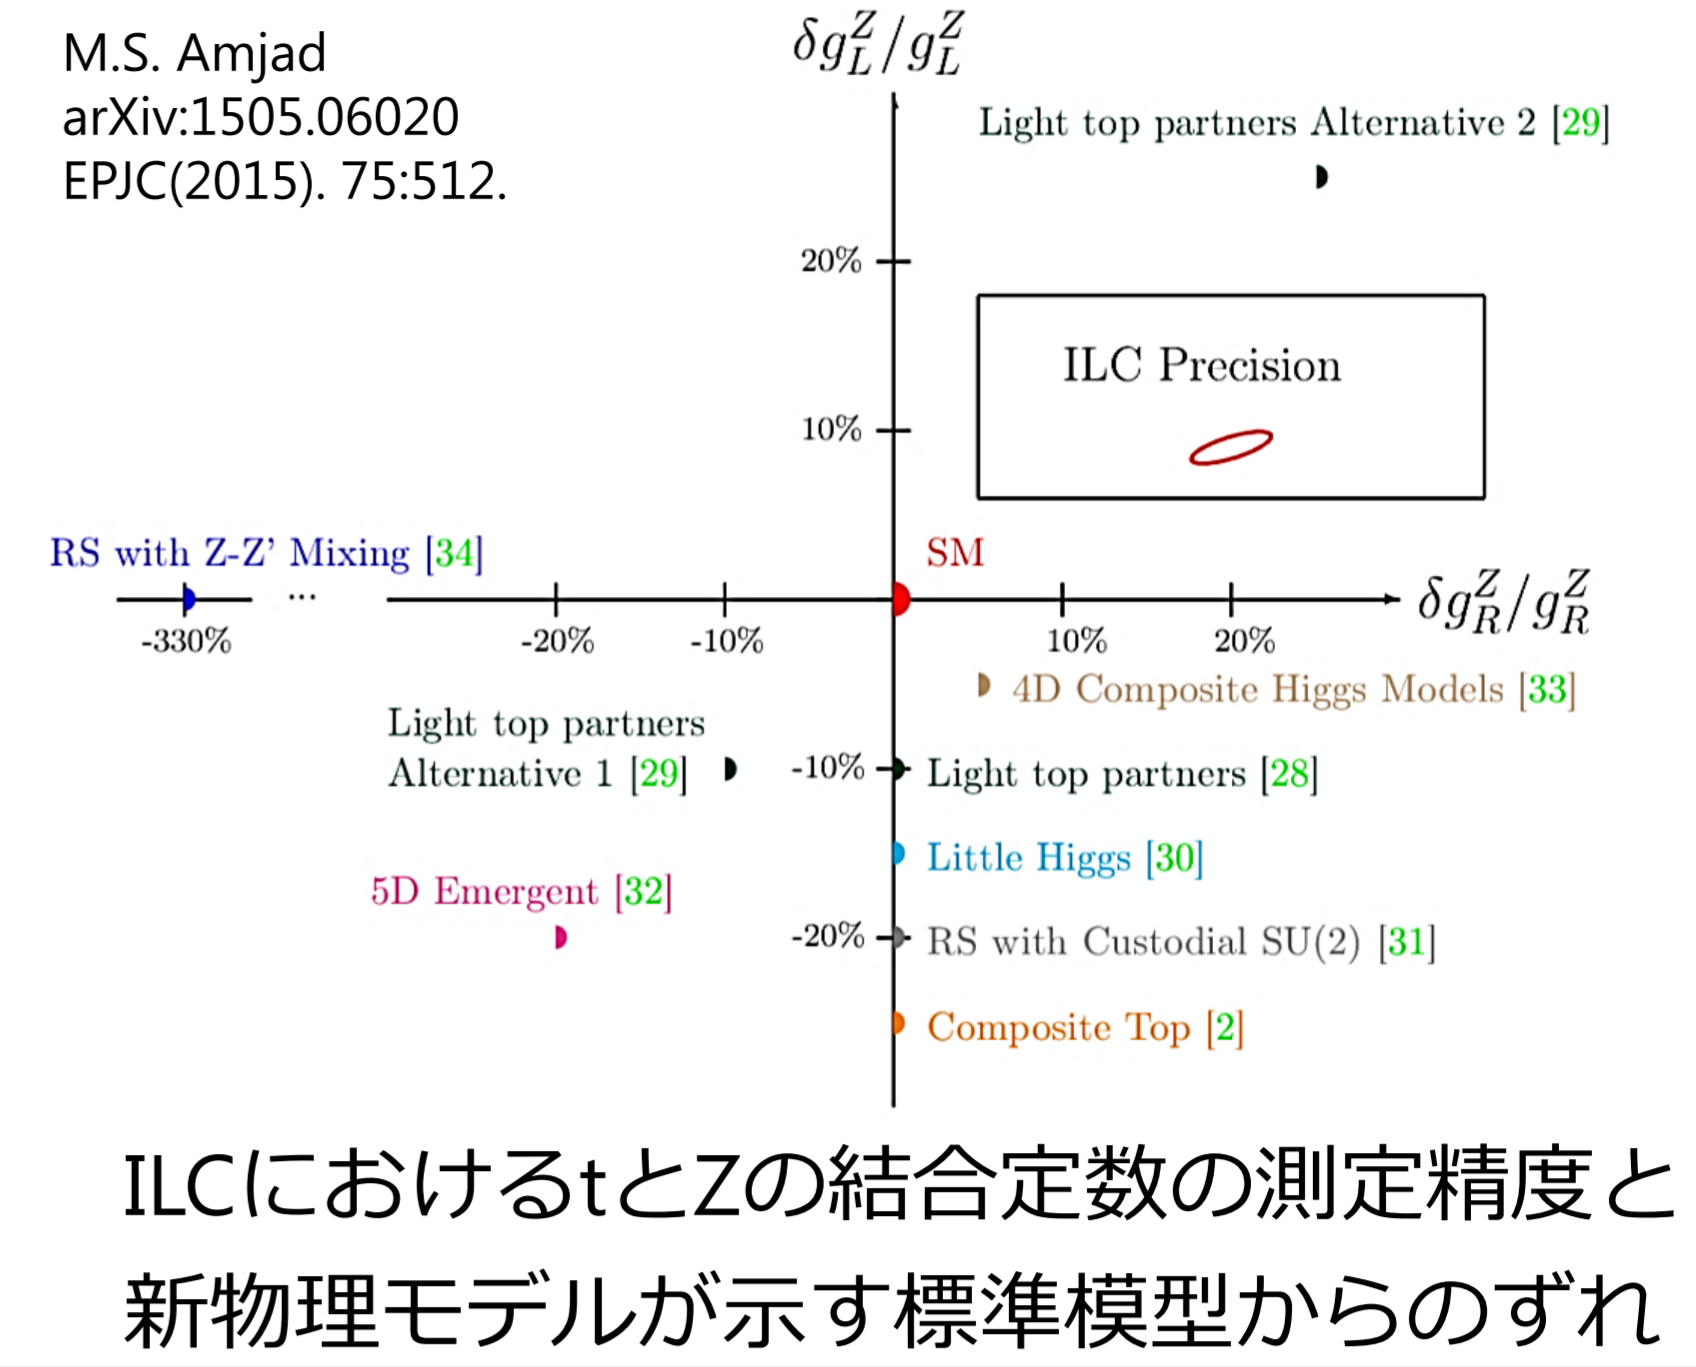 M.S. Amjad
arXiv:1505.06020
EPJC(2015). 75:512.
δg_L^Z/g_L^Z
Light top partners Alternative 2 [29]
20%
ILC Precision
10%
RS with Z-Z' Mixing [34]
SM
...
δg_R^Z/g_R^Z
-330%
-20%
-10%
10%
20%
4D Composite Higgs Models [33]
Light top partners
Alternative 1 [29]
-10%
Light top partners [28]
Little Higgs [30]
5D Emergent [32]
-20%
RS with Custodial SU(2) [31]
Composite Top [2]
ILCにおけるtとZの結合定数の測定精度と
新物理モデルが示す標準模型からのずれ